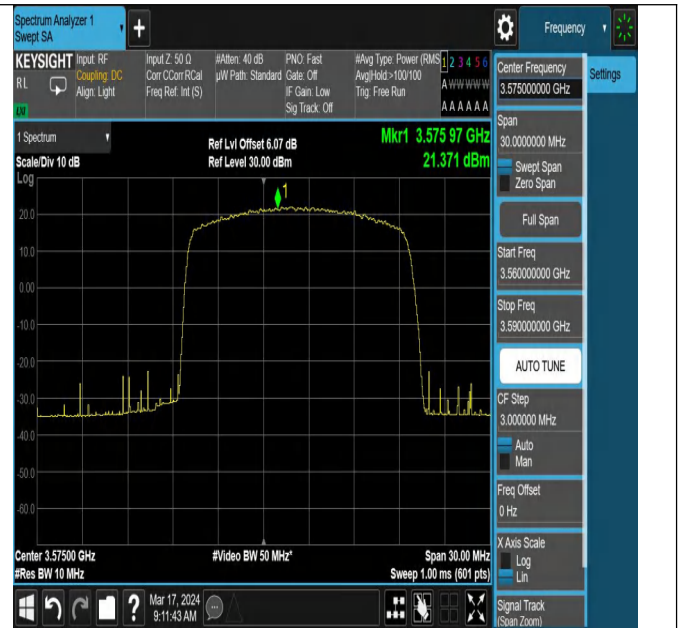 Spectrum Analyzer 1
Swept SA
+
Frequency
KEYSIGHT
RL
LXI
Input: RF
Coupling: DC
Align: Light
Input Z: 50 Ω
Corr CCorr RCal
Freq Ref: Int (S)
#Atten: 40 dB
µW Path: Standard
PNO: Fast
Gate: Off
IF Gain: Low
Sig Track: Off
#Avg Type: Power (RMS
Avg|Hold:>100/100
Trig: Free Run
1 2 3 4 5 6
A W W W W W
A A A A A A
1 Spectrum
Scale/Div 10 dB
Log
Ref Lvl Offset 6.07 dB
Ref Level 30.00 dBm
Mkr1 3.575 97 GHz
21.371 dBm
1
20.0
10.0
0.00
-10.0
-20.0
-30.0
-40.0
-50.0
-60.0
Center 3.57500 GHz
#Res BW 10 MHz
#Video BW 50 MHz*
Span 30.00 MHz
Sweep 1.00 ms (601 pts)
Mar 17, 2024
9:11:43 AM
?
Settings
Center Frequency
3.575000000 GHz
Span
30.0000000 MHz
Swept Span
Zero Span
Full Span
Start Freq
3.560000000 GHz
Stop Freq
3.590000000 GHz
AUTO TUNE
CF Step
3.000000 MHz
Auto
Man
Freq Offset
0 Hz
X Axis Scale
Log
Lin
Signal Track
(Span Zoom)